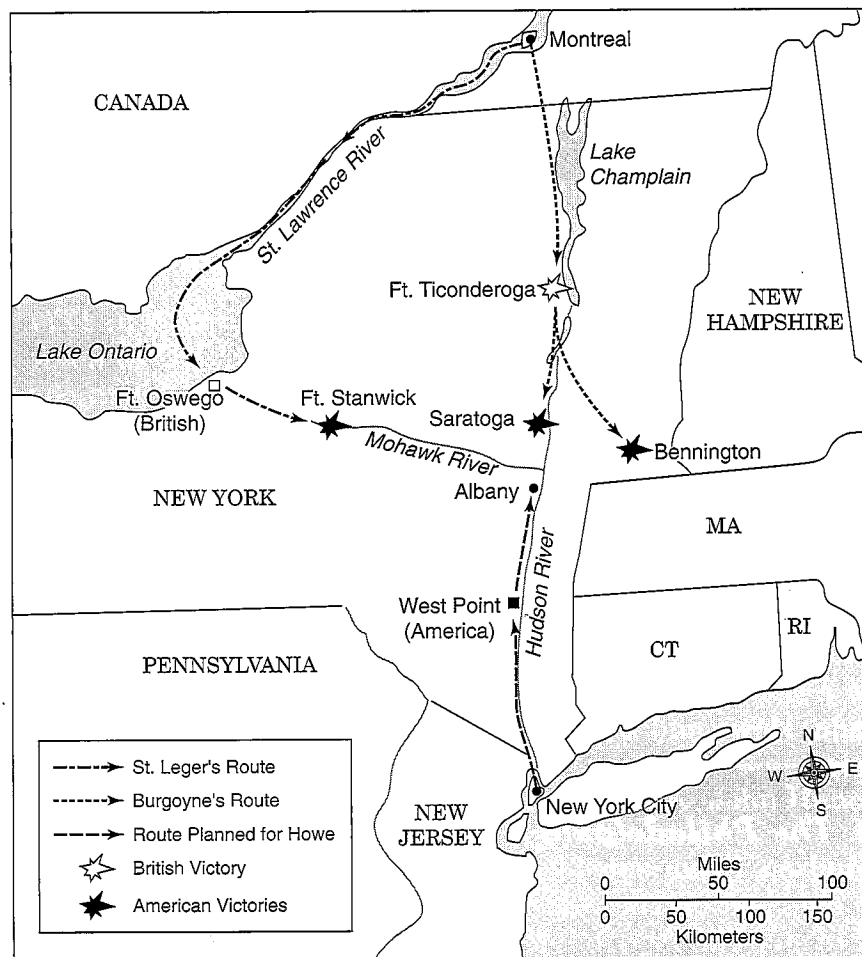 Montreal
CANADA
St. Lawrence River
Lake
Champlain
Ft. Ticonderoga
NEW
HAMPSHIRE
Lake Ontario
Ft. Oswego
(British)
Ft. Stanwick
Saratoga
Mohawk River
Bennington
NEW YORK
Albany
MA
Hudson River
West Point
(America)
CT
RI
PENNSYLVANIA
St. Leger's Route
Burgoyne's Route
Route Planned for Howe
British Victory
American Victories
NEW
JERSEY
New York City
N
W
E
S
Miles
0 50 100
0 50 100 150
Kilometers